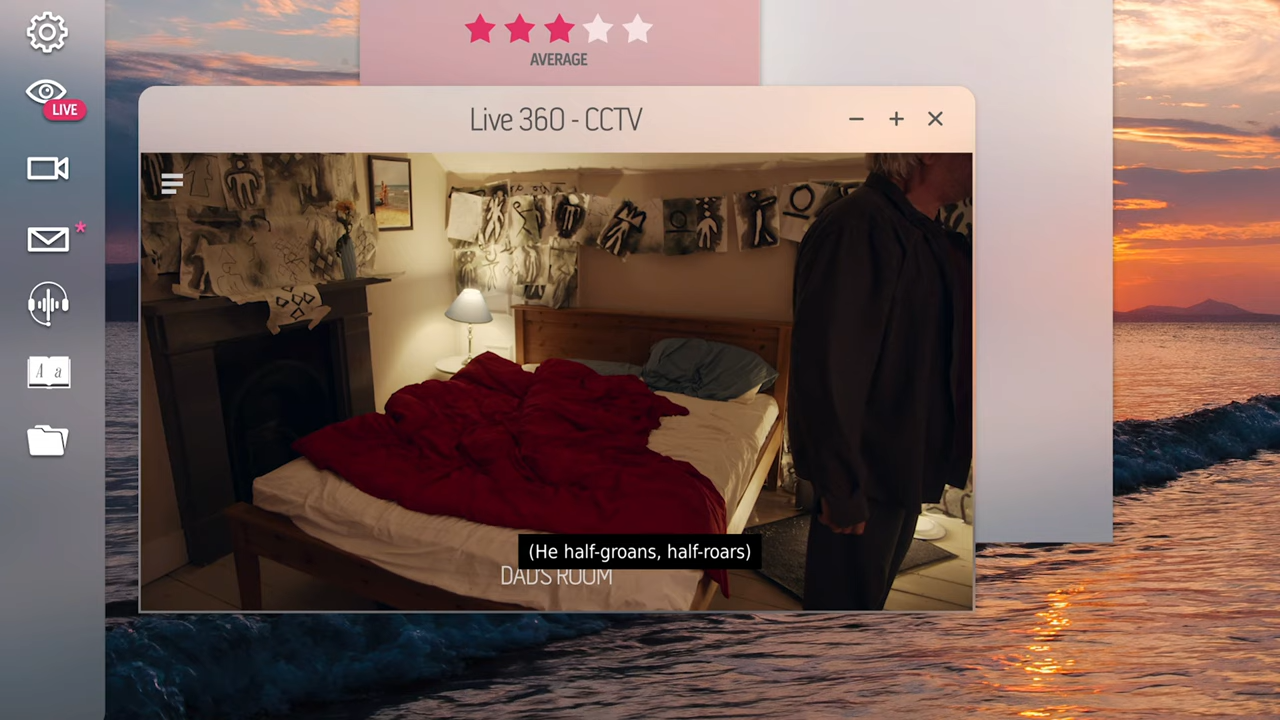 AVERAGE
LIVE
Live 360 - CCTV
A a
(He half-groans, half-roars)
DAD'S ROOM